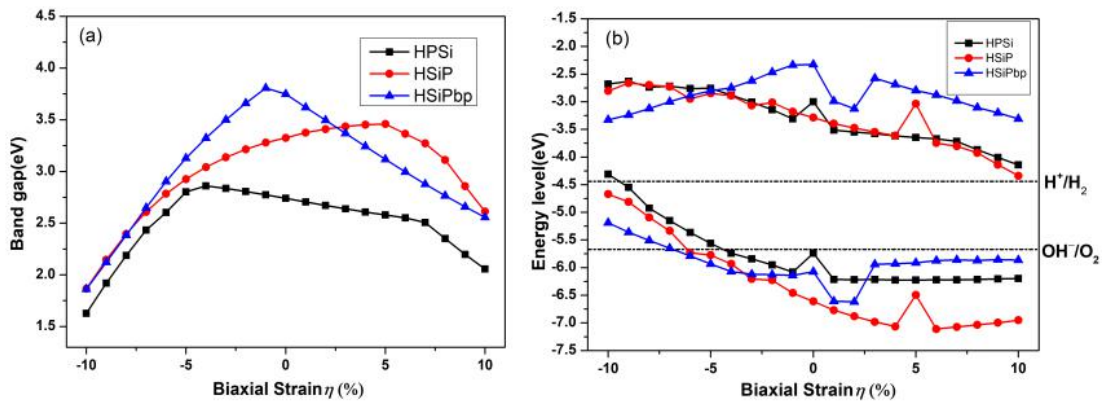 (a)
HPSi
HSiP
HSiPbp
4.5
4.0
3.5
3.0
2.5
2.0
1.5
Band gap(eV)
-10
-5
0
5
10
Biaxial Strain η (%)
(b)
HPSi
HSiP
HSiPbp
-2.0
-2.5
-3.0
-3.5
-4.0
-4.5
-5.0
-5.5
-6.0
-6.5
-7.0
-7.5
Energy level(eV)
H⁺/H₂
OH⁻/O₂
-10
-5
0
5
10
Biaxial Strain η (%)